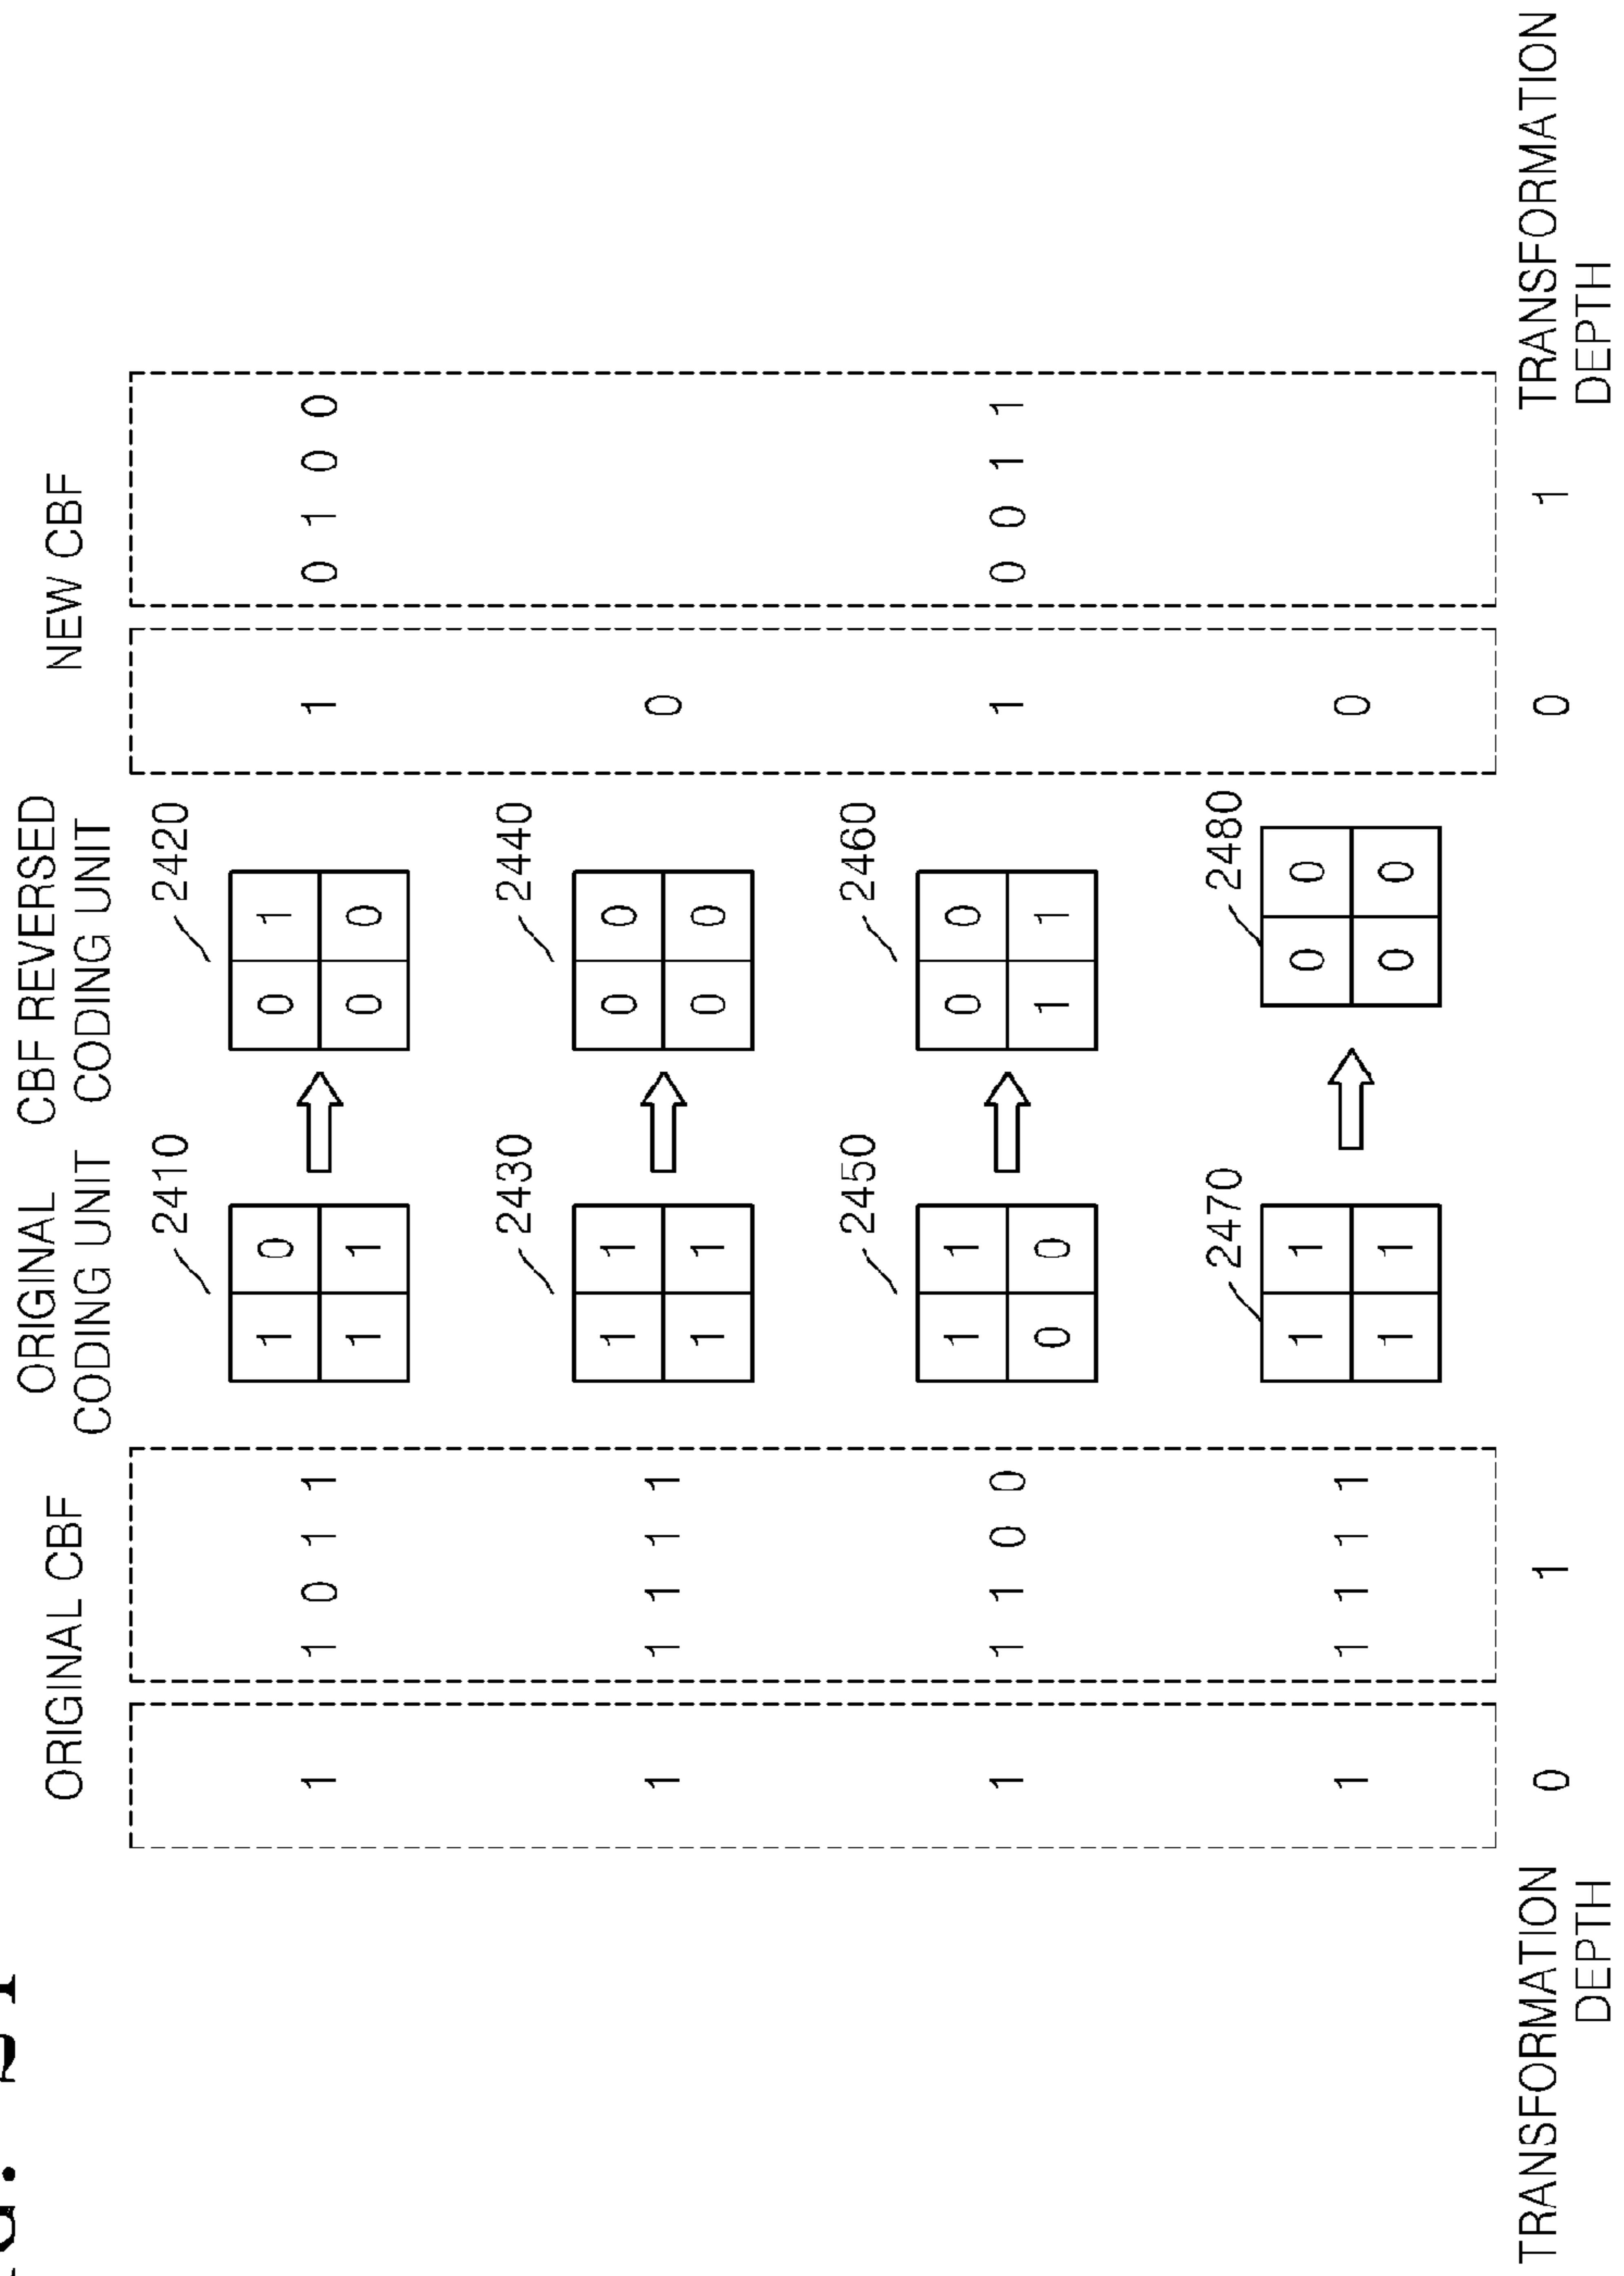 ORIGINAL CBF
ORIGINAL
CODING UNIT
CBF REVERSED
CODING UNIT
NEW CBF
2410 2420
1 0 0 1
1 1 0 1 1 1 0 1 0 0
1 1 0 0
2430 2440
1 1 0 0
1 1 1 1 1 0
1 1 0 0
2450 2460
1 1 0 0
1 1 1 0 0 1 0 0 1 1
0 0 1 1
2470 2480
1 1 0 0
1 1 1 1 1 0
1 1 0 0
TRANSFORMATION
DEPTH
0 1 0 1
TRANSFORMATION
DEPTH